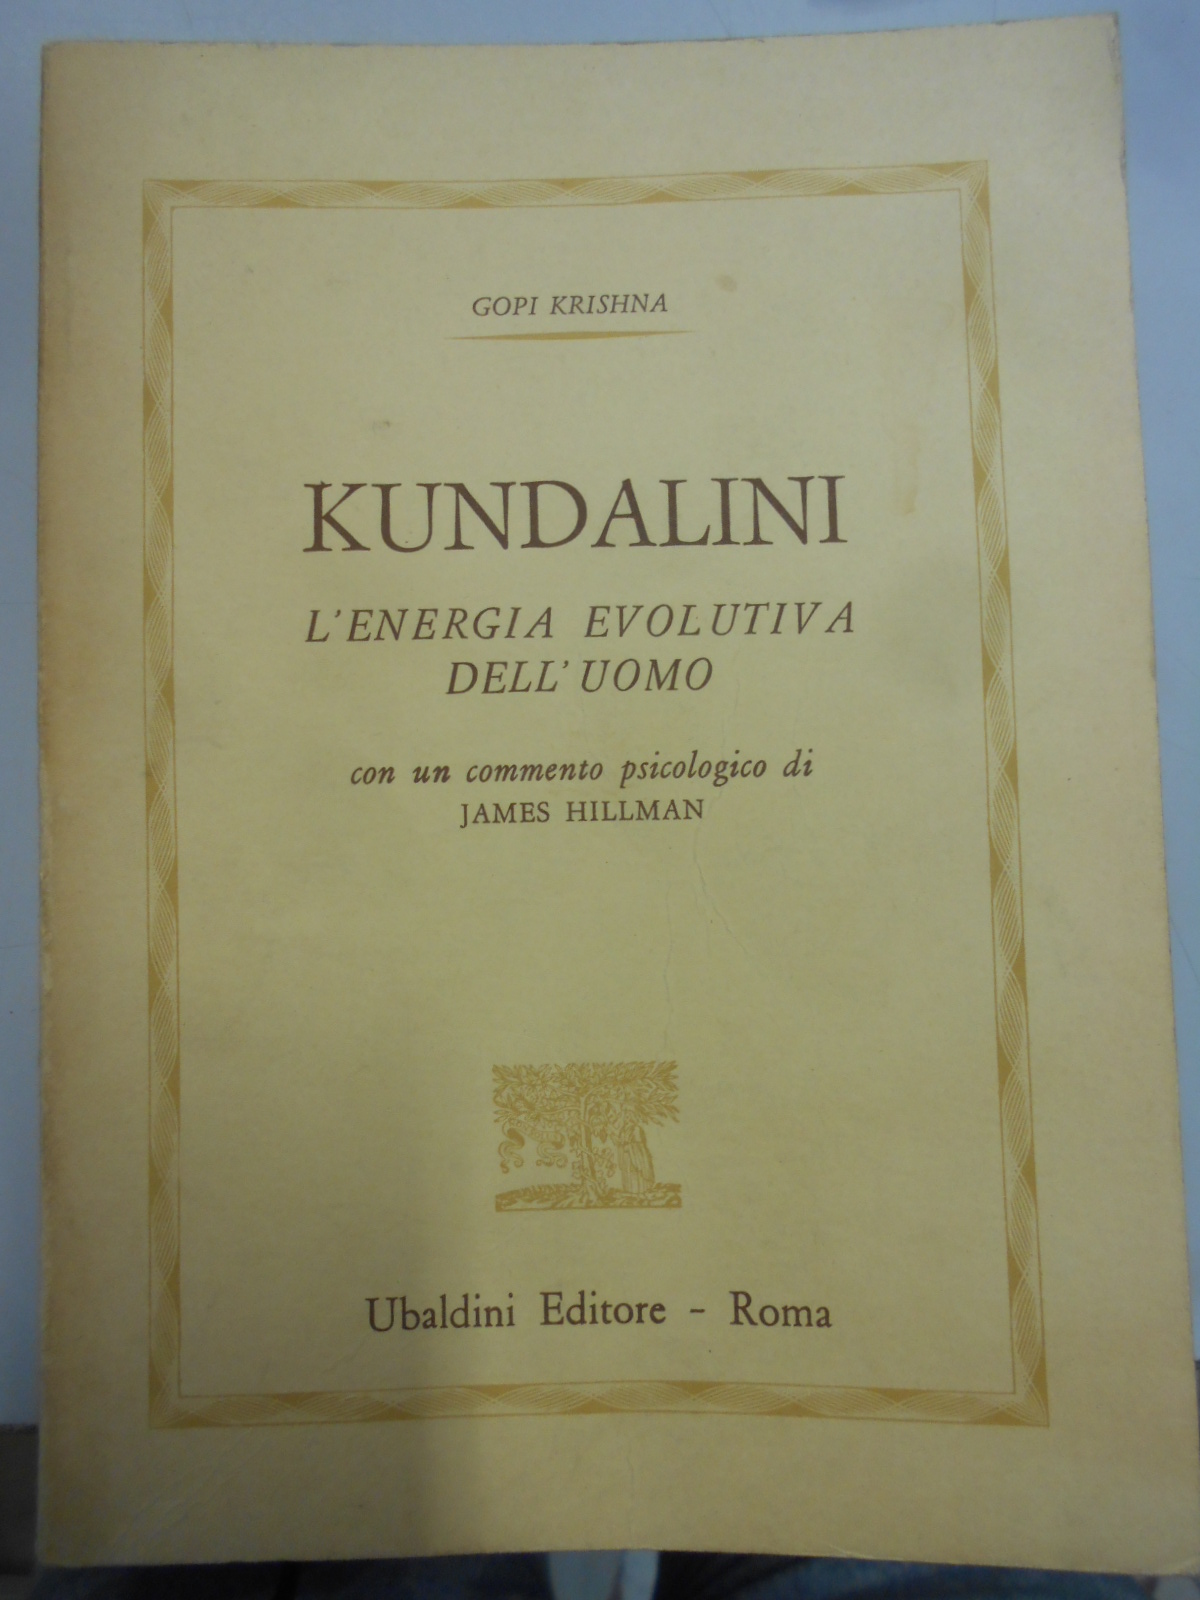 GOPI KRISHNA
KUNDALINI
L'ENERGIA EVOLUTIVA
DELL'UOMO
con un commento psicologico di
JAMES HILLMAN
Ubaldini Editore - Roma